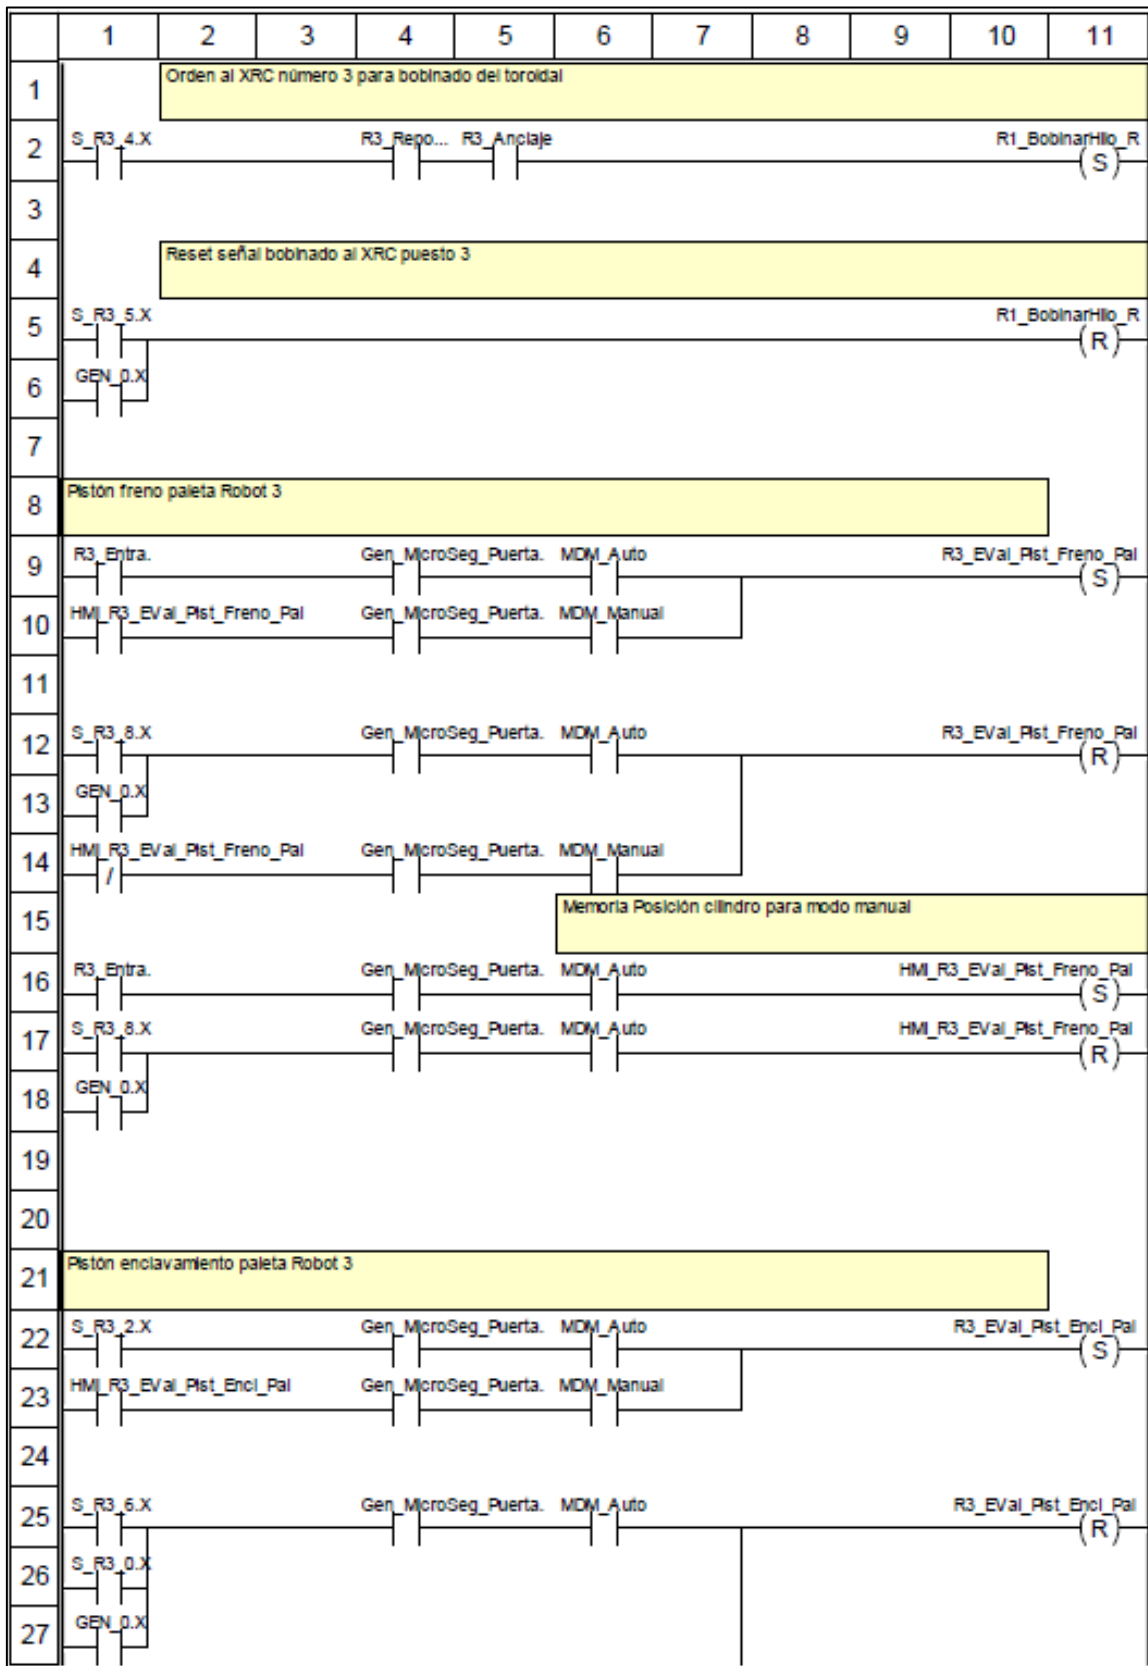 1 2 3 4 5 6 7 8 9 10 11
1 Orden al XRC número 3 para bobinado del toroidal
S_R3_4.X R3_Repo... R3_Anclaje R1_BobinarHilo_R
2 (S)
3
4 Reset señal bobinado al XRC puesto 3
S_R3_5.X R1_BobinarHilo_R
5 (R)
GEN_0.X
6
7
8 Pistón freno paleta Robot 3
R3_Entra. Gen_MicroSeg_Puerta. MDM_Auto R3_EVal_Pist_Freno_Pal
9 (S)
HMI_R3_EVal_Pist_Freno_Pal Gen_MicroSeg_Puerta. MDM_Manual
10
11
S_R3_8.X Gen_MicroSeg_Puerta. MDM_Auto R3_EVal_Pist_Freno_Pal
12 (R)
GEN_0.X
13
HMI_R3_EVal_Pist_Freno_Pal Gen_MicroSeg_Puerta. MDM_Manual
14 /
15 Memoria Posición cilindro para modo manual
R3_Entra. Gen_MicroSeg_Puerta. MDM_Auto HMI_R3_EVal_Pist_Freno_Pal
16 (S)
S_R3_8.X Gen_MicroSeg_Puerta. MDM_Auto HMI_R3_EVal_Pist_Freno_Pal
17 (R)
GEN_0.X
18
19
20
21 Pistón enclavamiento paleta Robot 3
S_R3_2.X Gen_MicroSeg_Puerta. MDM_Auto R3_EVal_Pist_Encl_Pal
22 (S)
HMI_R3_EVal_Pist_Encl_Pal Gen_MicroSeg_Puerta. MDM_Manual
23
24
S_R3_6.X Gen_MicroSeg_Puerta. MDM_Auto R3_EVal_Pist_Encl_Pal
25 (R)
S_R3_0.X
26
GEN_0.X
27